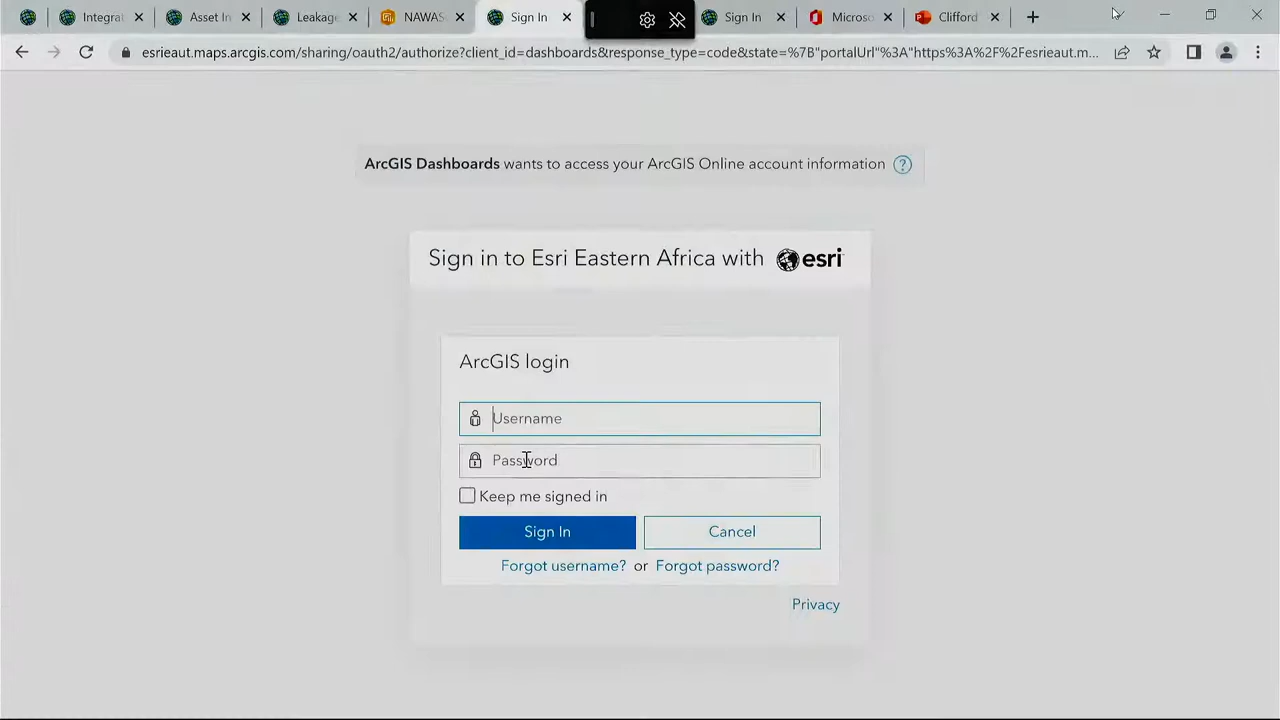 Integrat
Asset In
Leakage
NAWAS
Sign In
Sign In
Microso
Clifford
esrieaut.maps.arcgis.com/sharing/oauth2/authorize?client_id=dashboards&response_type=code&state=%7B"portalUrl"%3A"https%3A%2F%2Fesrieaut.m...
ArcGIS Dashboards wants to access your ArcGIS Online account information ?
Sign in to Esri Eastern Africa with esri
ArcGIS login
Username
Password
Keep me signed in
Sign In
Cancel
Forgot username? or Forgot password?
Privacy